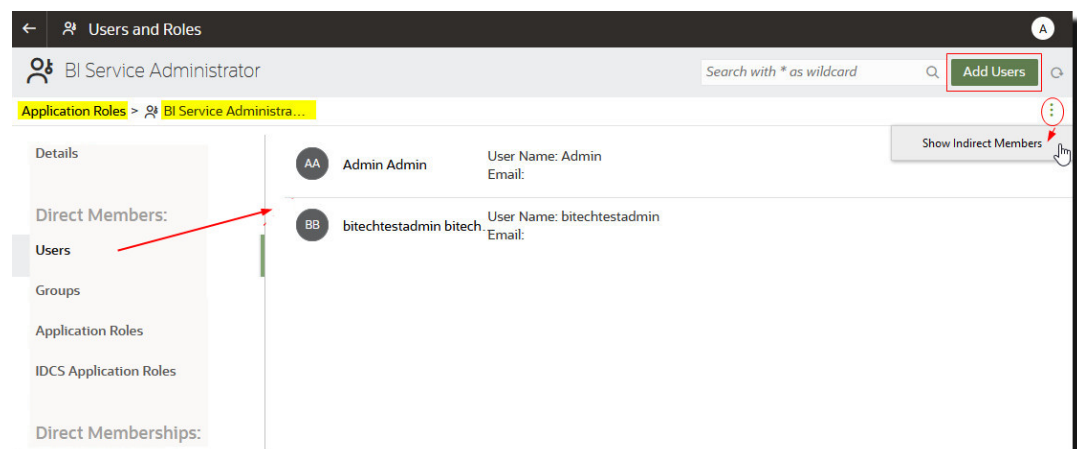 Users and Roles
A
BI Service Administrator
Search with * as wildcard
Add Users
Application Roles > BI Service Administra...
Show Indirect Members
Details
Direct Members:
Users
Groups
Application Roles
IDCS Application Roles
Direct Memberships:
AA
Admin Admin
User Name: Admin
Email:
BB
bitechtestadmin bitech.
User Name: bitechtestadmin
Email: